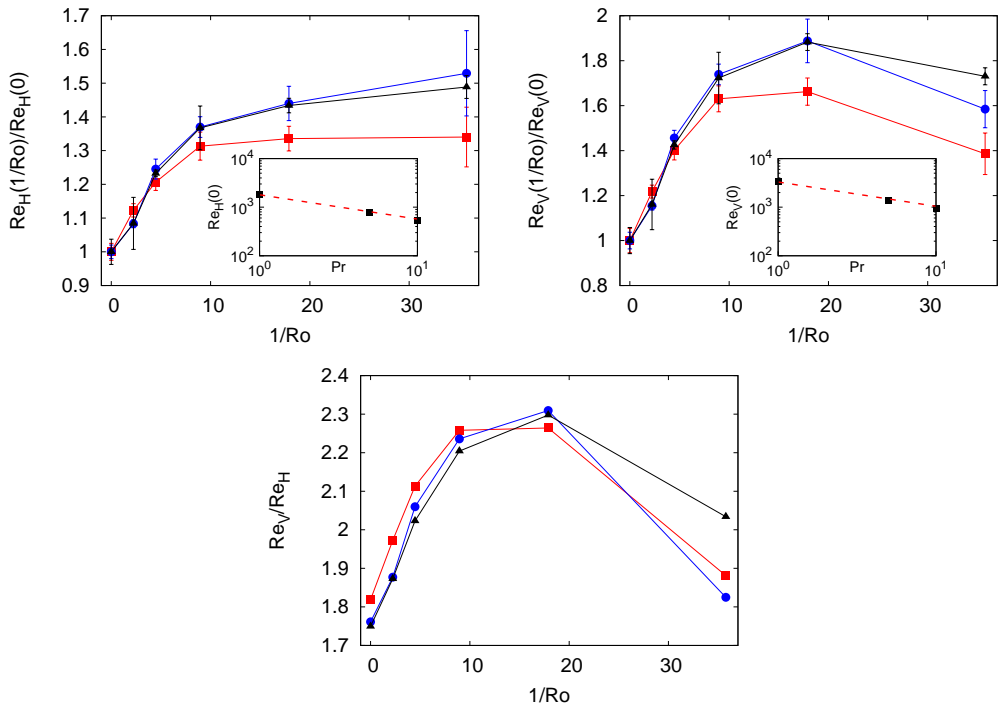 Re_H(1/Ro)/Re_H(0)
1.7
1.6
1.5
1.4
1.3
1.2
1.1
1
0.9
0 10 20 30
1/Ro
Re_H(0)
10^4
10^3
10^2
10^0 Pr 10^1
Re_V(1/Ro)/Re_V(0)
2
1.8
1.6
1.4
1.2
1
0.8
0 10 20 30
1/Ro
Re_V(0)
10^4
10^3
10^2
10^0 Pr 10^1
Re_V/Re_H
2.4
2.3
2.2
2.1
2
1.9
1.8
1.7
0 10 20 30
1/Ro